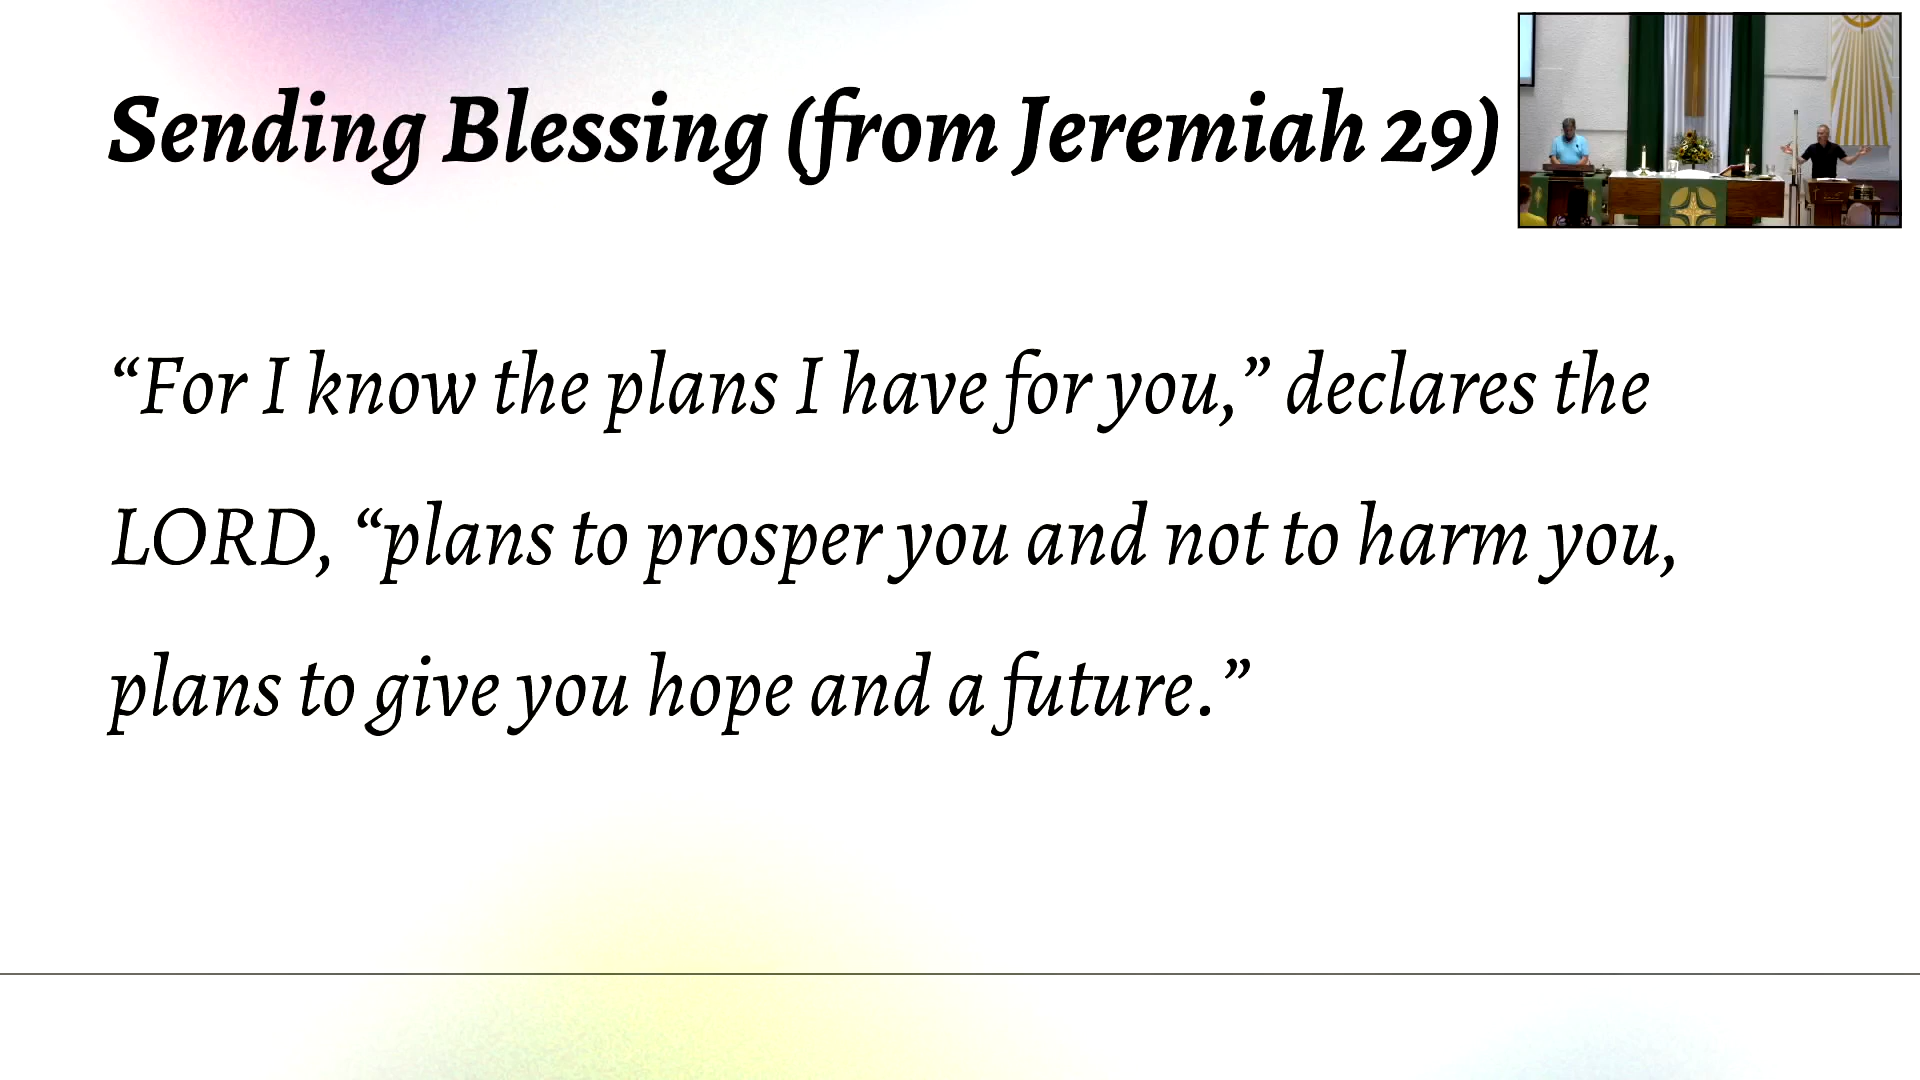 Sending Blessing (from Jeremiah 29)
“For I know the plans I have for you,” declares the
LORD, “plans to prosper you and not to harm you,
plans to give you hope and a future.”